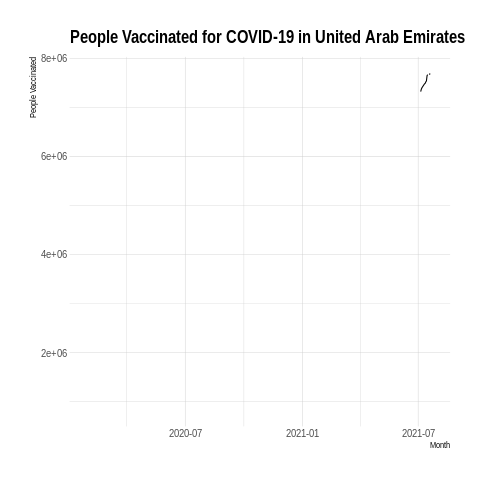 People Vaccinated for COVID-19 in United Arab Emirates
People Vaccinated
8e+06
6e+06
4e+06
2e+06
2020-07
2021-01
2021-07
Month